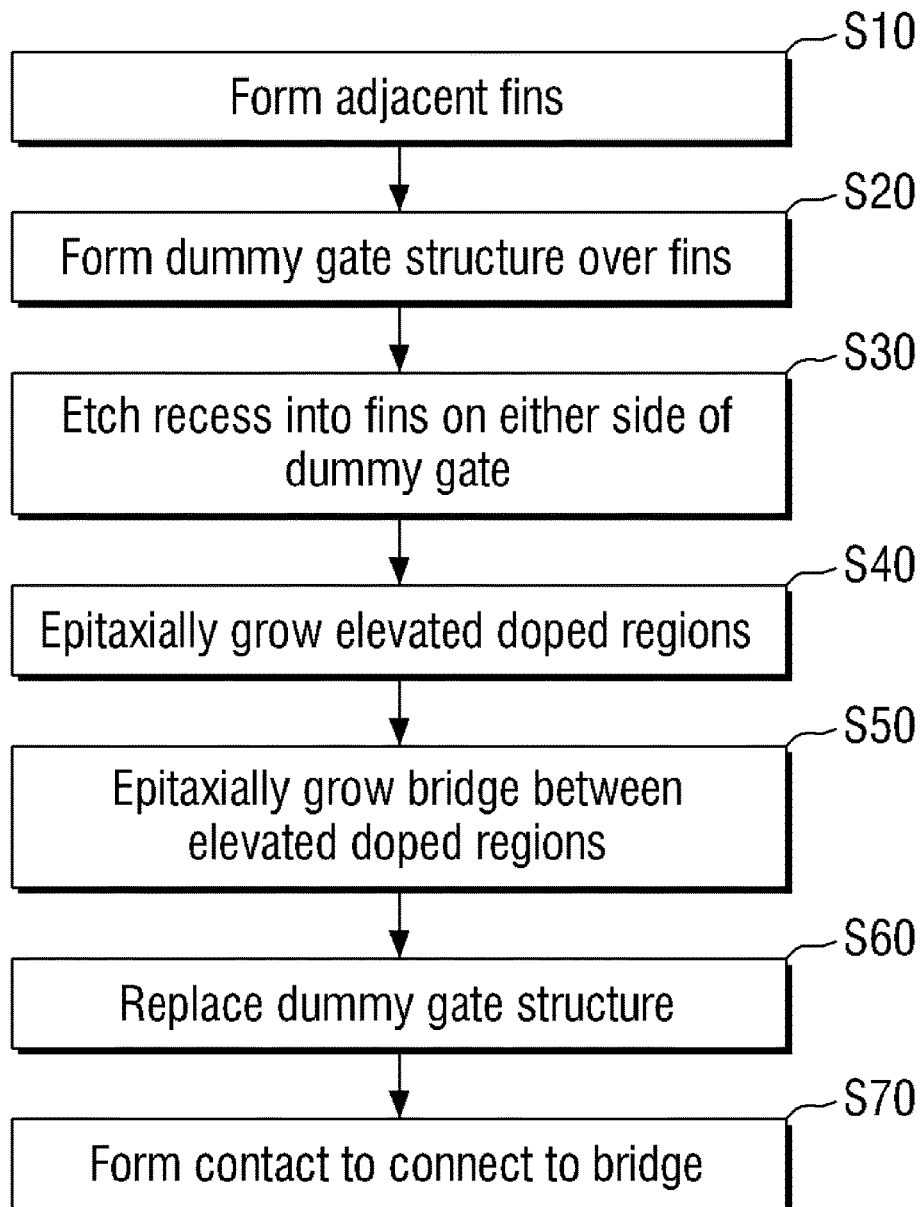 S10
Form adjacent fins
S20
Form dummy gate structure over fins
S30
Etch recess into fins on either side of
dummy gate
S40
Epitaxially grow elevated doped regions
S50
Epitaxially grow bridge between
elevated doped regions
S60
Replace dummy gate structure
S70
Form contact to connect to bridge